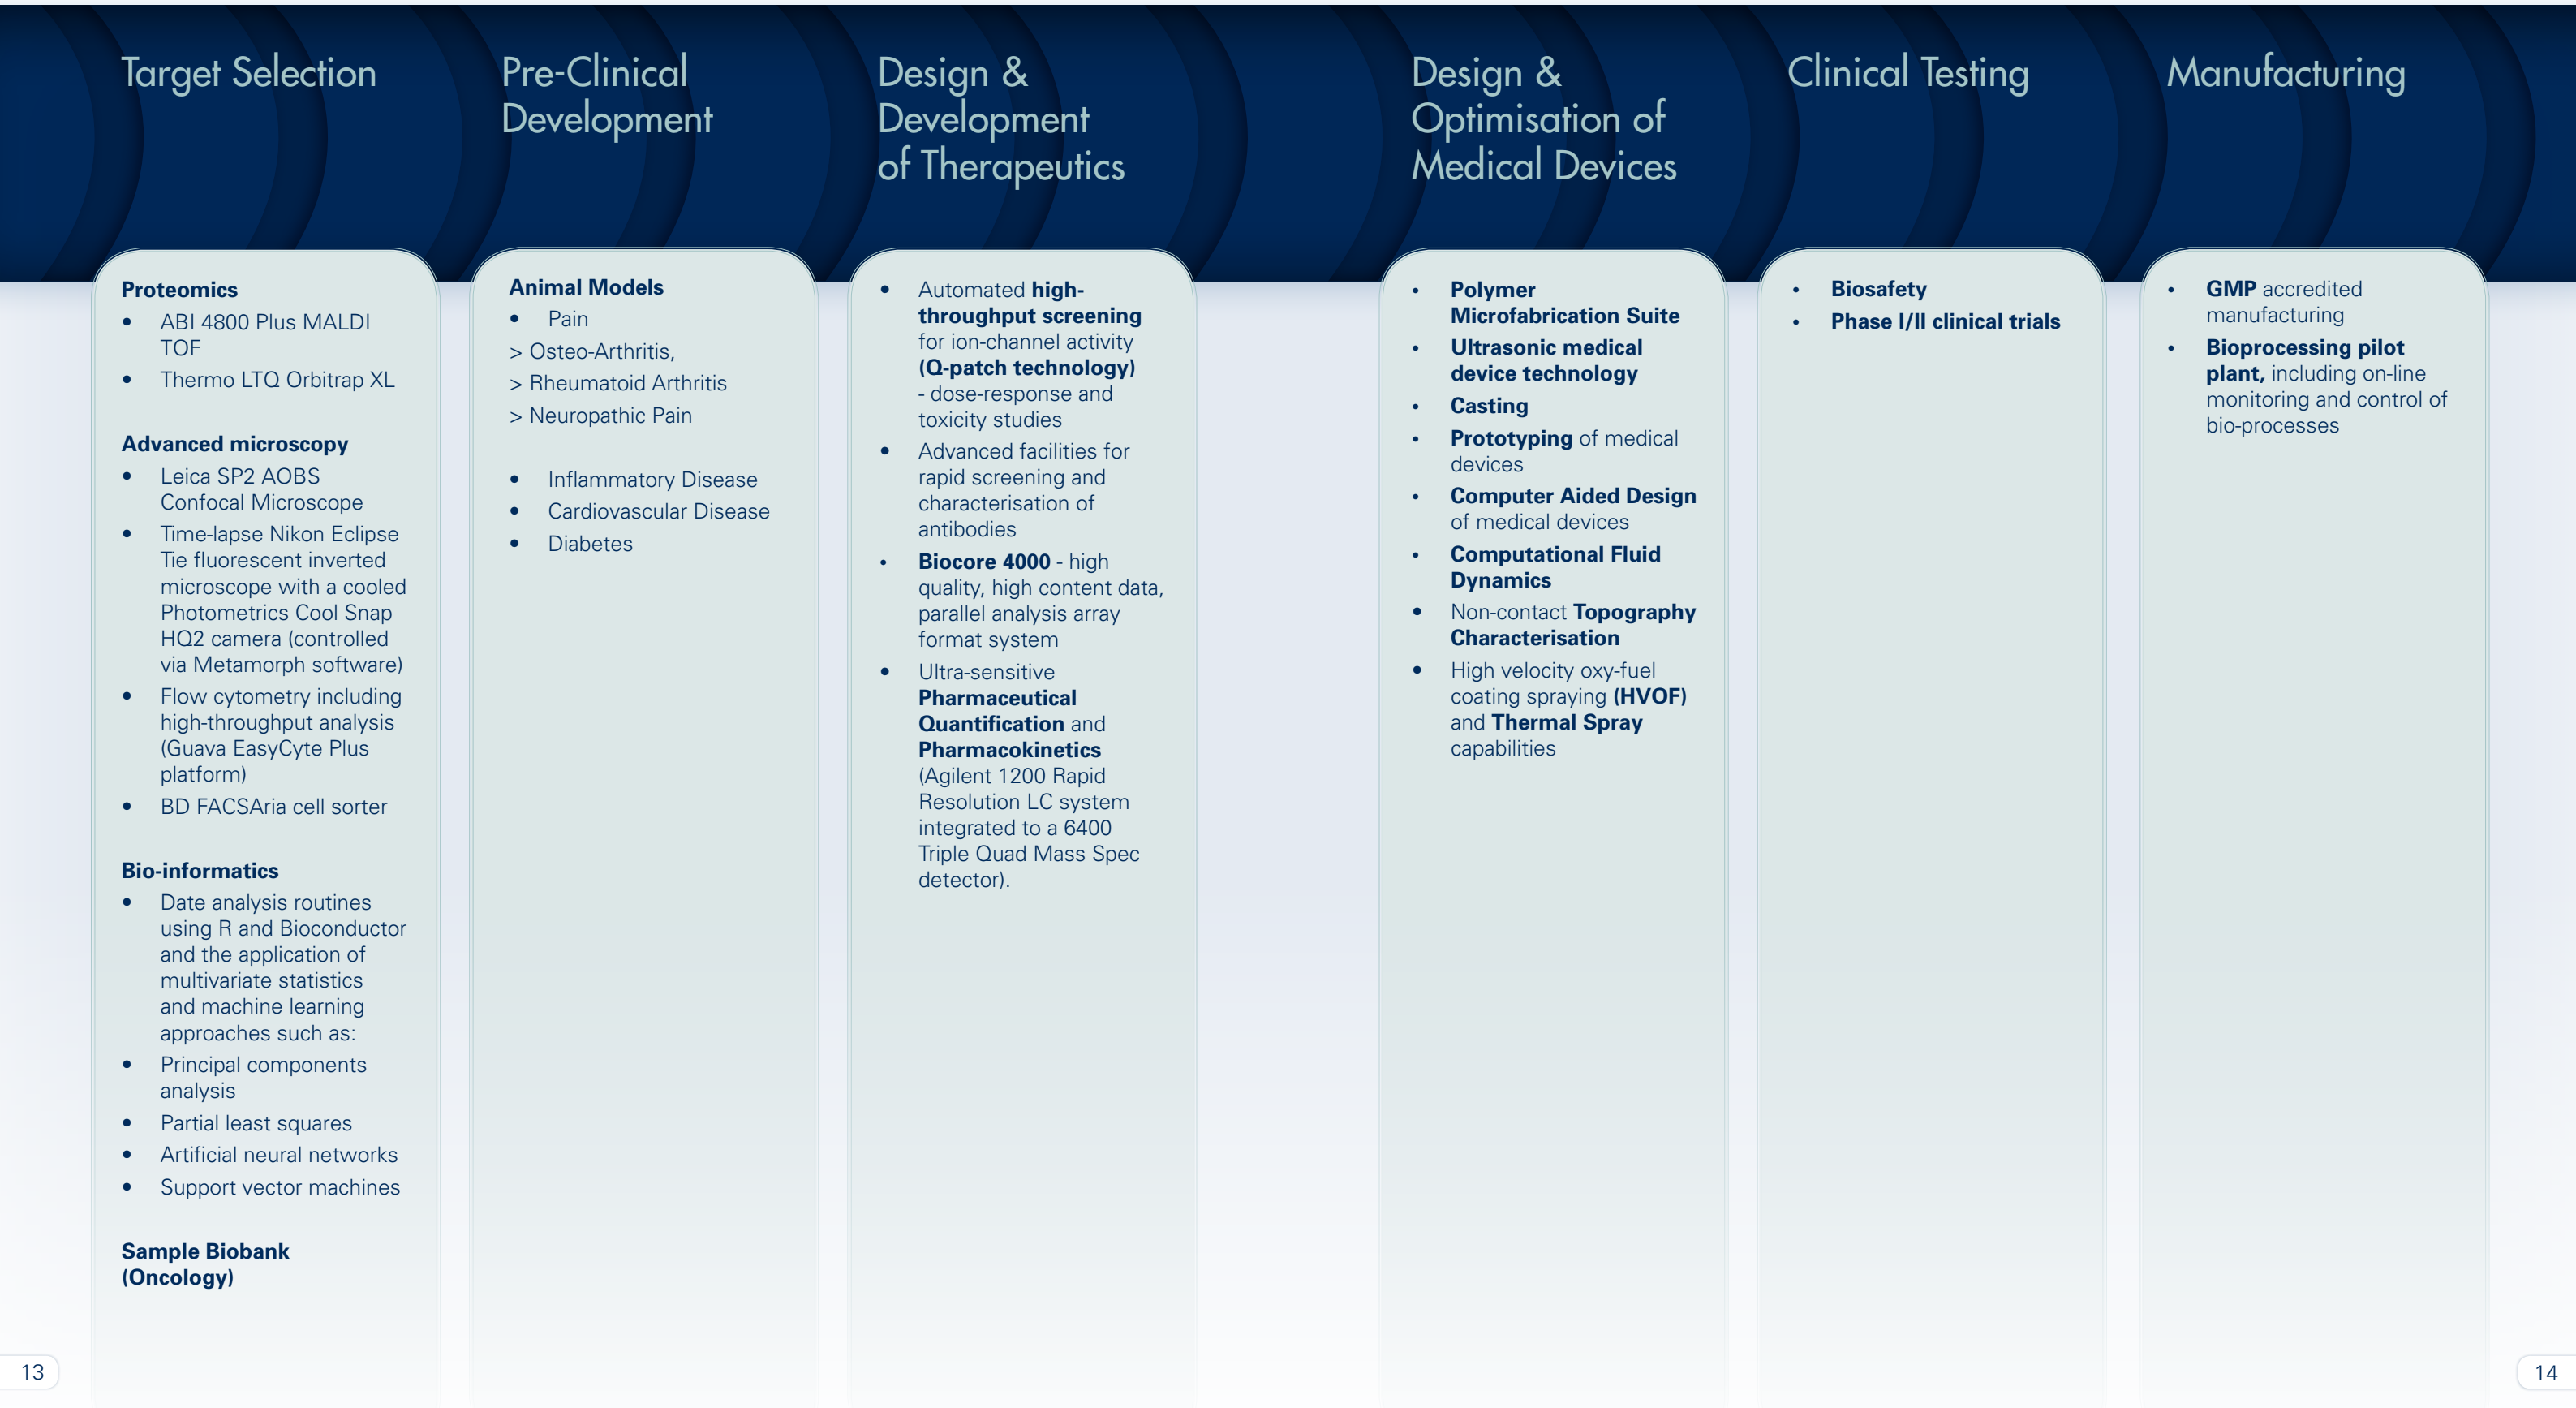 Target Selection
Proteomics
• ABI 4800 Plus MALDI
TOF
• Thermo LTQ Orbitrap XL
Advanced microscopy
• Leica SP2 AOBS
Confocal Microscope
• Time-lapse Nikon Eclipse
Tie fluorescent inverted
microscope with a cooled
Photometrics Cool Snap
HQ2 camera (controlled
via Metamorph software)
• Flow cytometry including
high-throughput analysis
(Guava EasyCyte Plus
platform)
• BD FACSAria cell sorter
Bio-informatics
• Date analysis routines
using R and Bioconductor
and the application of
multivariate statistics
and machine learning
approaches such as:
• Principal components
analysis
• Partial least squares
• Artificial neural networks
• Support vector machines
Sample Biobank
(Oncology)
Pre-Clinical
Development
Animal Models
• Pain
> Osteo-Arthritis,
> Rheumatoid Arthritis
> Neuropathic Pain
• Inflammatory Disease
• Cardiovascular Disease
• Diabetes
Design &
Development
of Therapeutics
• Automated high-
throughput screening
for ion-channel activity
(Q-patch technology)
- dose-response and
toxicity studies
• Advanced facilities for
rapid screening and
characterisation of
antibodies
• Biocore 4000 - high
quality, high content data,
parallel analysis array
format system
• Ultra-sensitive
Pharmaceutical
Quantification and
Pharmacokinetics
(Agilent 1200 Rapid
Resolution LC system
integrated to a 6400
Triple Quad Mass Spec
detector).
Design &
Optimisation of
Medical Devices
• Polymer
Microfabrication Suite
• Ultrasonic medical
device technology
• Casting
• Prototyping of medical
devices
• Computer Aided Design
of medical devices
• Computational Fluid
Dynamics
• Non-contact Topography
Characterisation
• High velocity oxy-fuel
coating spraying (HVOF)
and Thermal Spray
capabilities
Clinical Testing
• Biosafety
• Phase I/II clinical trials
Manufacturing
• GMP accredited
manufacturing
• Bioprocessing pilot
plant, including on-line
monitoring and control of
bio-processes
13
14